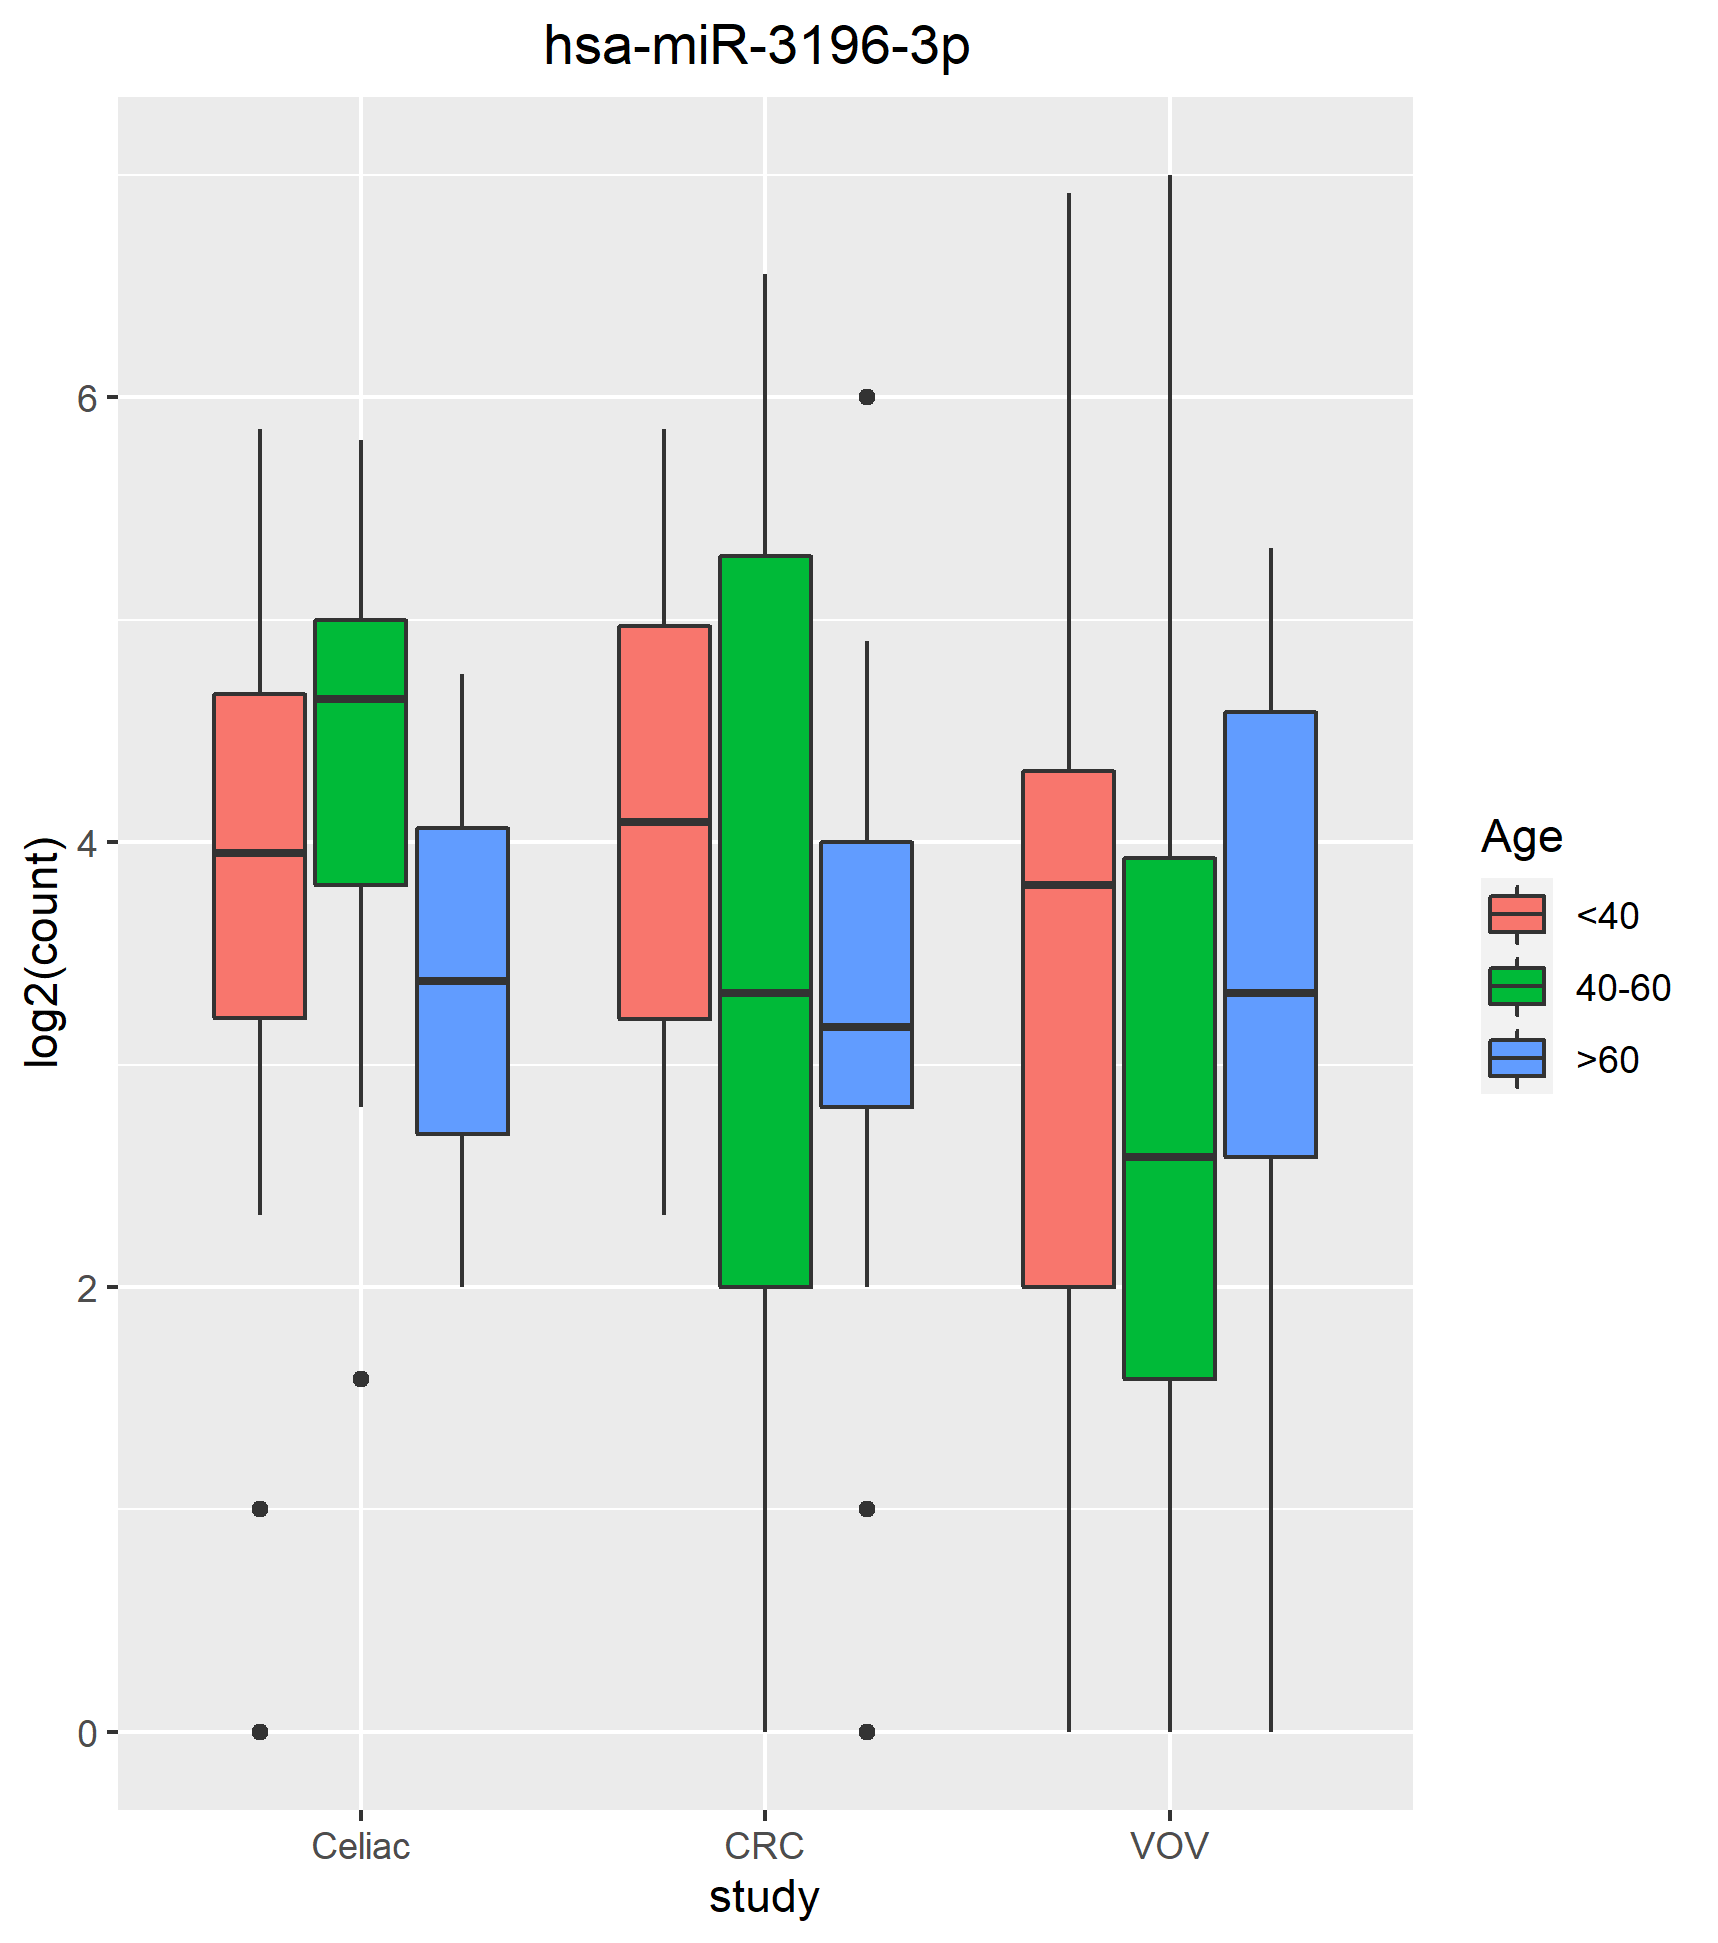 hsa-miR-3196-3p
log2(count)
6
4
2
0
Celiac
CRC
VOV
study
Age
<40
40-60
>60